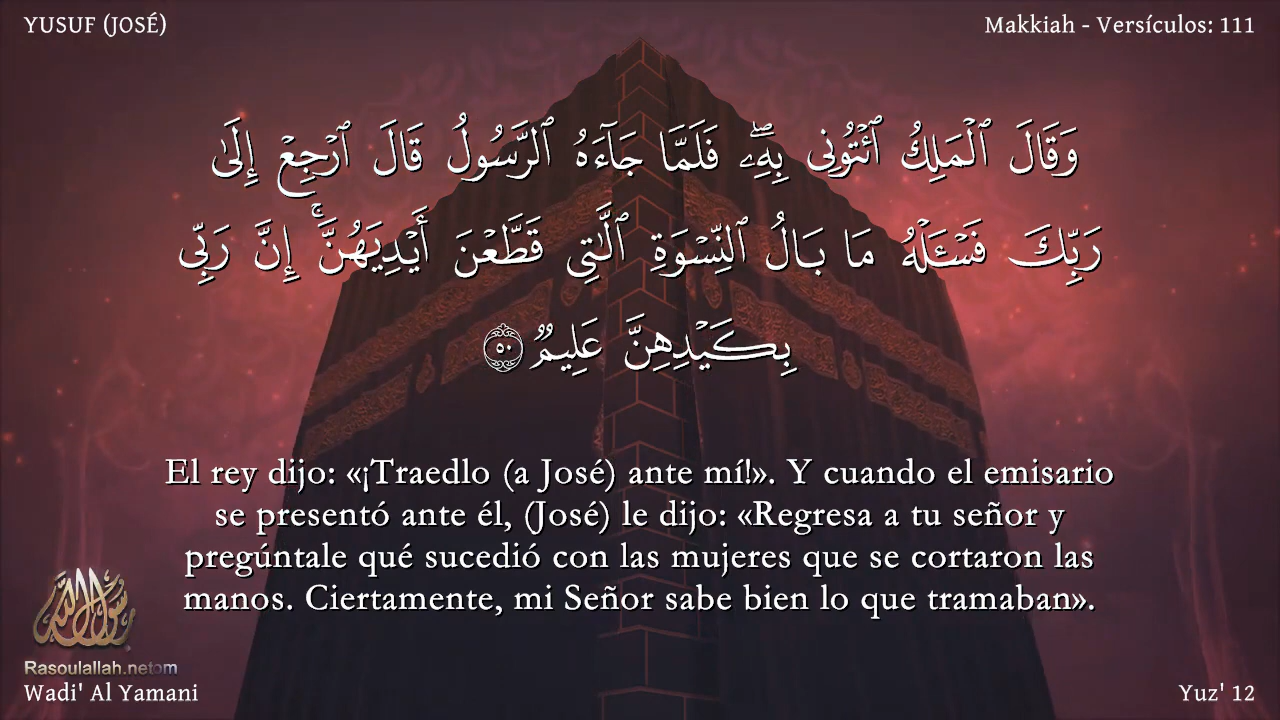 YUSUF (JOSÉ)
Makkiah - Versículos: 111
وَقَالَ ٱلْمَلِكُ ٱئْتُونِى بِهِۦ ۖ فَلَمَّا جَآءَهُ ٱلرَّسُولُ قَالَ ٱرْجِعْ إِلَىٰ
رَبِّكَ فَسْـَٔلْهُ مَا بَالُ ٱلنِّسْوَةِ ٱلَّـٰتِى قَطَّعْنَ أَيْدِيَهُنَّ ۚ إِنَّ رَبِّى
بِكَيْدِهِنَّ عَلِيمٌ ٥٠
El rey dijo: «¡Traedlo (a José) ante mí!». Y cuando el emisario
se presentó ante él, (José) le dijo: «Regresa a tu señor y
pregúntale qué sucedió con las mujeres que se cortaron las
manos. Ciertamente, mi Señor sabe bien lo que tramaban».
رسول الله
Rasoulallah.net
Wadi' Al Yamani
Yuz' 12